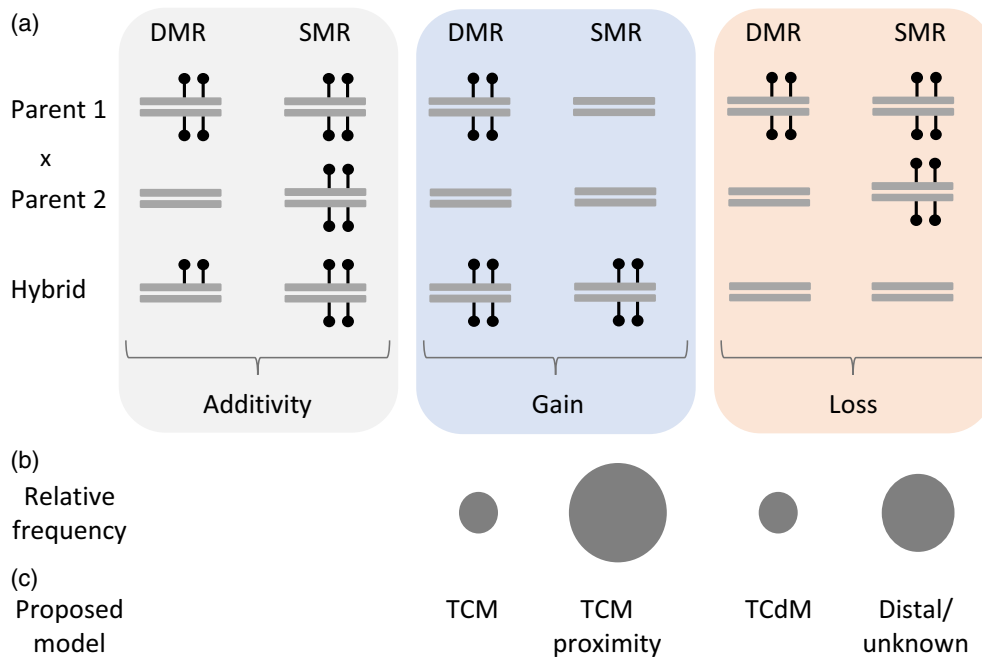 (a)
DMR SMR DMR SMR DMR SMR
Parent 1
x
Parent 2
Hybrid
Additivity Gain Loss
(b)
Relative
frequency
(c)
Proposed
model
TCM
TCM
proximity
TCdM
Distal/
unknown